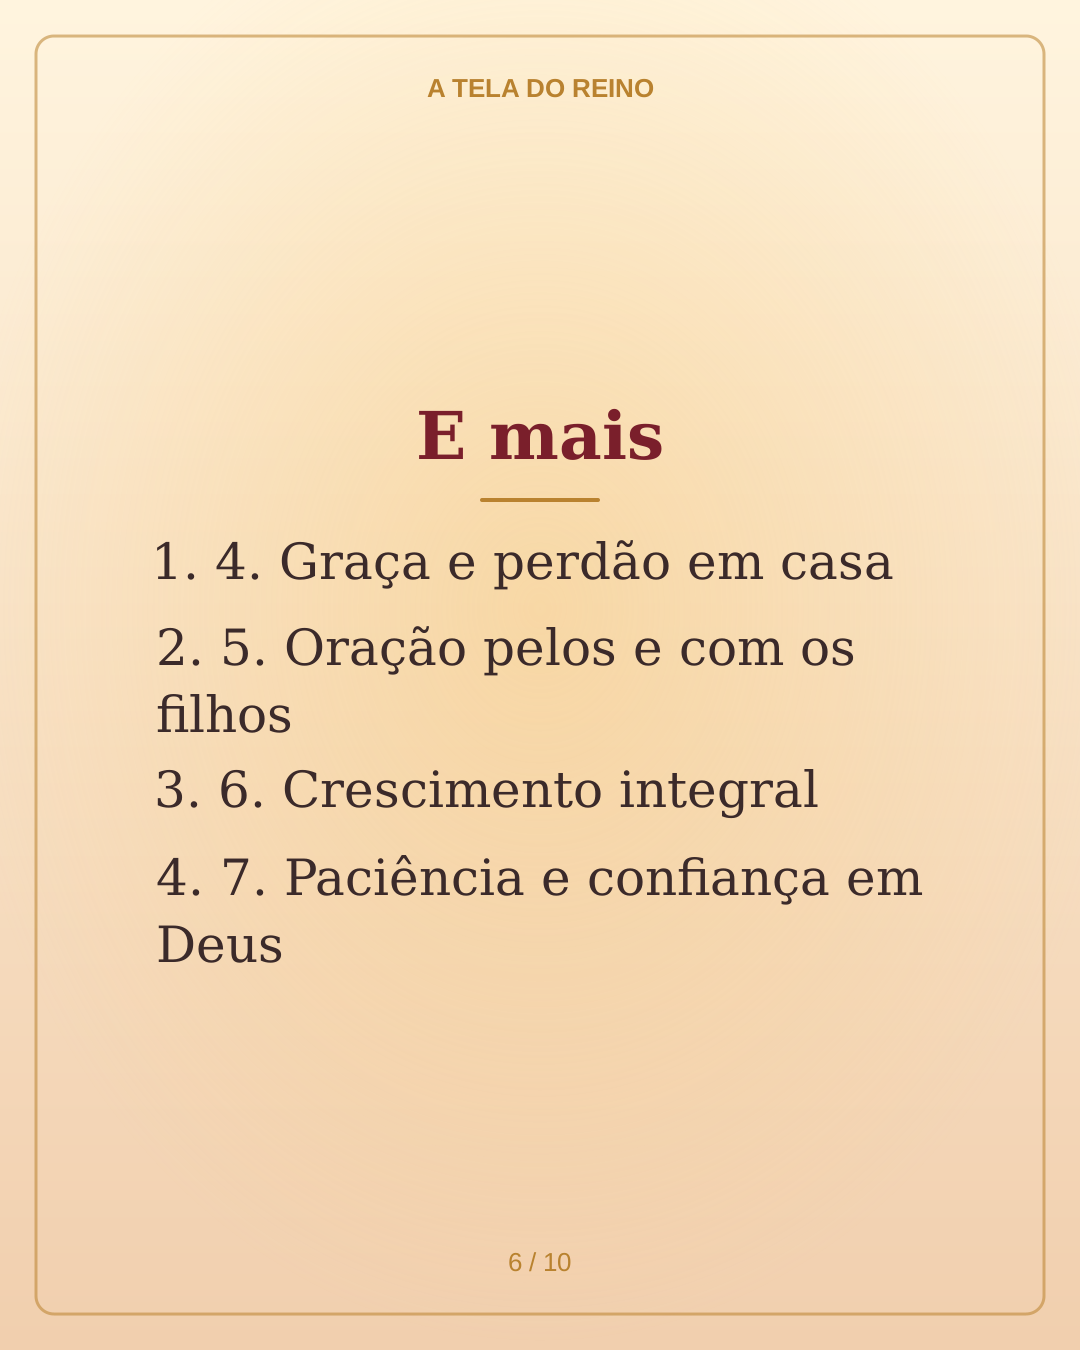 A TELA DO REINO
E mais
1. 4. Graça e perdão em casa
2. 5. Oração pelos e com os
filhos
3. 6. Crescimento integral
4. 7. Paciência e confiança em
Deus
6 / 10